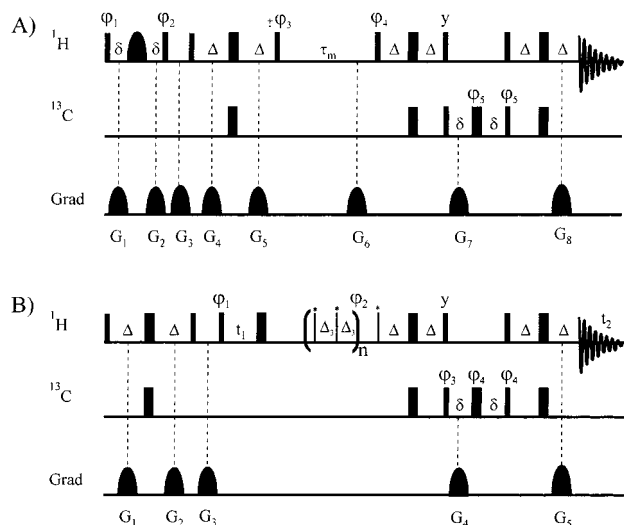 A)
φ1 φ2 †φ3 φ4 y
¹H δ δ Δ Δ τm Δ Δ Δ Δ
φ5 φ5
¹³C δ δ
Grad
G1 G2 G3 G4 G5 G6 G7 G8
B)
φ1 * * φ2 * y t2
¹H Δ Δ t1 ( Δ3 Δ3 )n Δ Δ Δ Δ
φ3 φ4 φ4
¹³C δ δ
Grad
G1 G2 G3 G4 G5